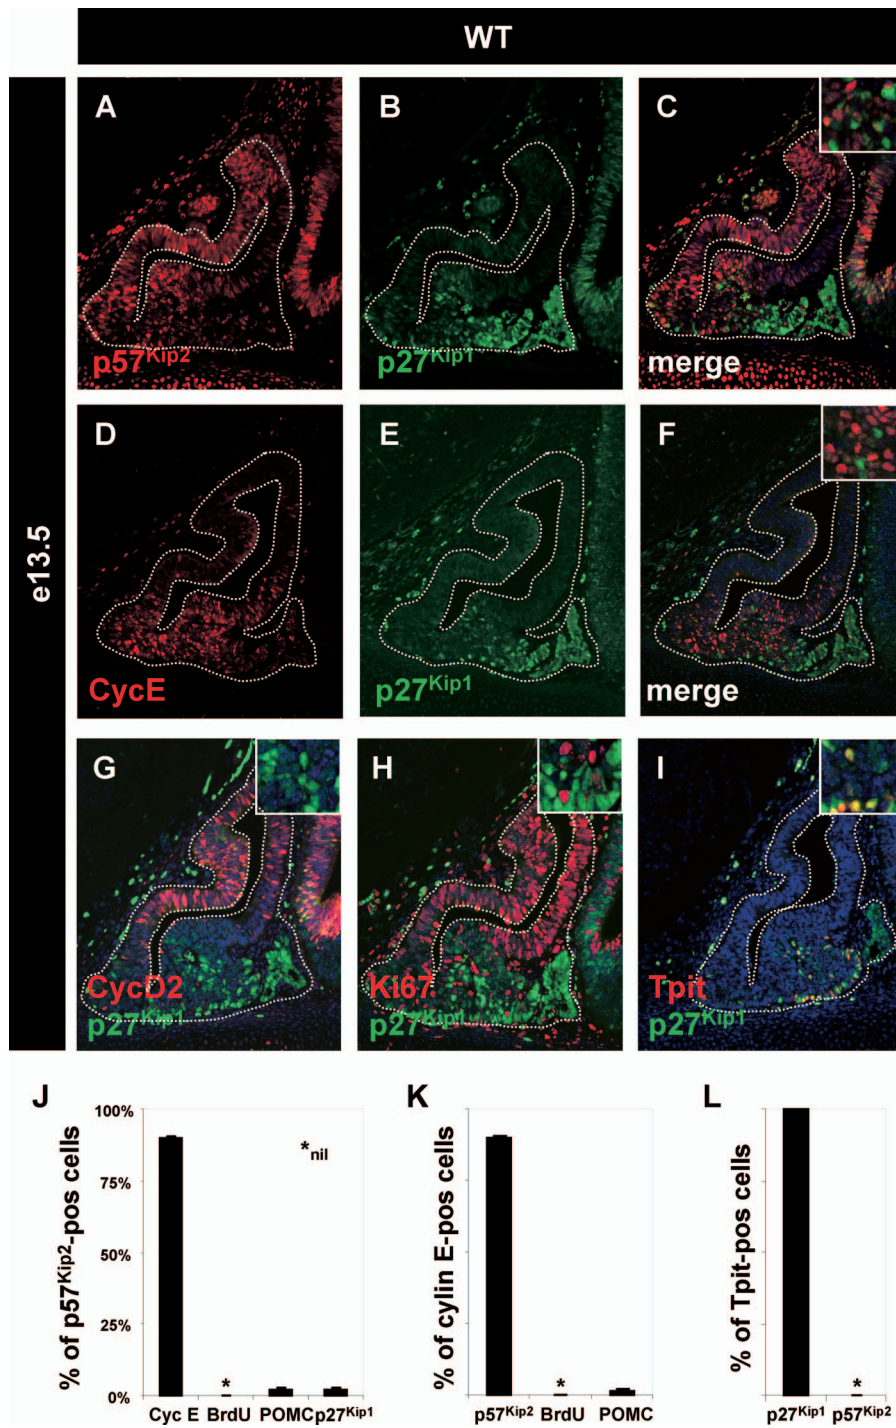 WT
e13.5
A
B
C
p57Kip2
p27Kip1
merge
D
E
F
CycE
p27Kip1
merge
G
H
I
CycD2
p27Kip1
Ki67
p27Kip1
Tpit
p27Kip1
J
K
L
% of p57Kip2-pos cells
100%
75%
50%
25%
0%
*nil
*
Cyc E BrdU POMC p27Kip1
% of cylin E-pos cells
*
p57Kip2 BrdU POMC
% of Tpit-pos cells
*
p27Kip1 p57Kip2